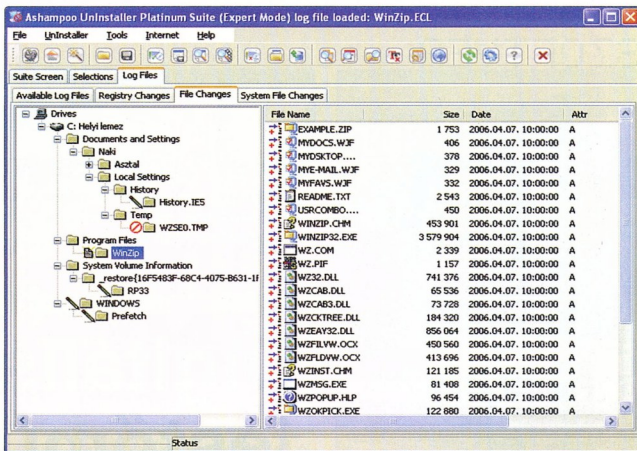 Ashampoo UnInstaller Platinum Suite (Expert Mode) log file loaded: WinZip.ECL
File UnInstaller Tools Internet Help
Suite Screen Selections Log Files
Available Log Files Registry Changes File Changes System File Changes
Drives
C: Helyi lemez
Documents and Settings
Naki
Asztal
Local Settings
History
History.IE5
Temp
WZSE0.TMP
Program Files
WinZip
System Volume Information
_restore{16F5483F-68C4-4075-B631-1F
RP33
WINDOWS
Prefetch
File Name Size Date Attr
EXAMPLE.ZIP 1 753 2006.04.07. 10:00:00 A
MYDOCS.WJF 406 2006.04.07. 10:00:00 A
MYDSKTOP.... 378 2006.04.07. 10:00:00 A
MYE-MAIL.WJF 329 2006.04.07. 10:00:00 A
MYFAVS.WJF 332 2006.04.07. 10:00:00 A
README.TXT 2 543 2006.04.07. 10:00:00 A
USRCOMBO.... 450 2006.04.07. 10:00:00 A
WINZIP.CHM 453 901 2006.04.07. 10:00:00 A
WINZIP32.EXE 3 579 904 2006.04.07. 10:00:00 A
WZ.COM 2 339 2006.04.07. 10:00:00 A
WZ.PIF 1 157 2006.04.07. 10:00:00 A
WZ32.DLL 741 376 2006.04.07. 10:00:00 A
WZCAB.DLL 65 536 2006.04.07. 10:00:00 A
WZCAB3.DLL 73 728 2006.04.07. 10:00:00 A
WZCKTREE.DLL 184 320 2006.04.07. 10:00:00 A
WZEAY32.DLL 856 064 2006.04.07. 10:00:00 A
WZFILVW.OCX 450 560 2006.04.07. 10:00:00 A
WZFLDVW.OCX 413 696 2006.04.07. 10:00:00 A
WZINST.CHM 121 185 2006.04.07. 10:00:00 A
WZMSG.EXE 81 408 2006.04.07. 10:00:00 A
WZPOPUP.HLP 96 454 2006.04.07. 10:00:00 A
WZQKPICK.EXE 122 880 2006.04.07. 10:00:00 A
Status